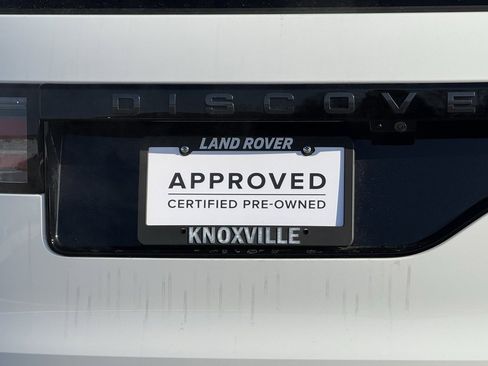 DISCOVE
LAND ROVER
APPROVED
CERTIFIED PRE-OWNED
KNOXVILLE